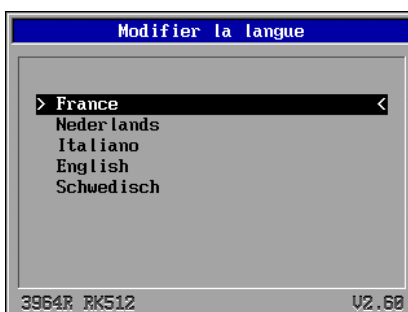 Modifier la langue
> France <
Nederlands
Italiano
English
Schwedisch
3964R RK512 V2.60